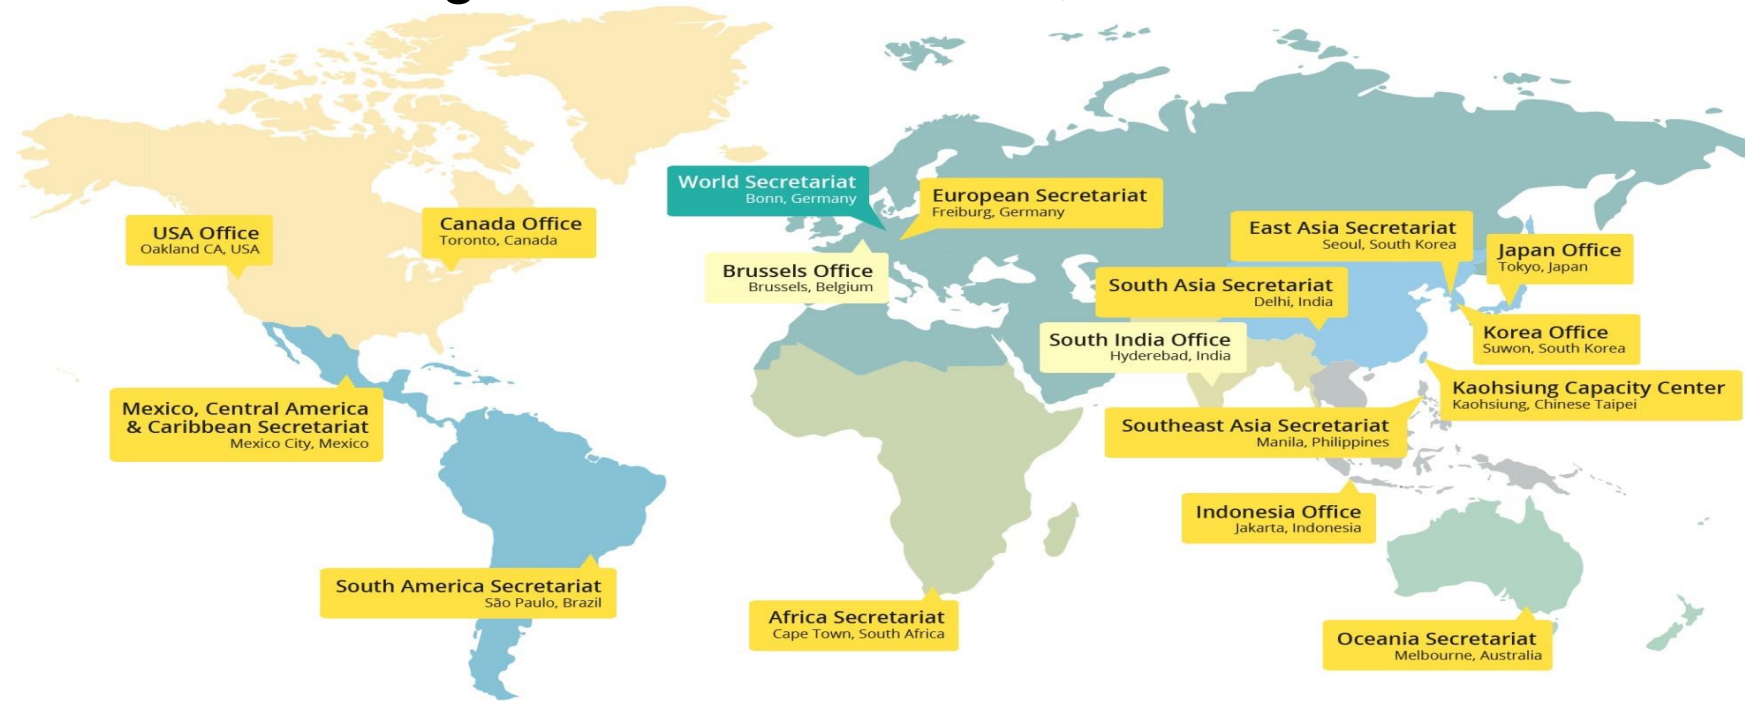 World Secretariat
Bonn, Germany
European Secretariat
Freiburg, Germany
USA Office
Oakland CA, USA
Canada Office
Toronto, Canada
East Asia Secretariat
Seoul, South Korea
Japan Office
Tokyo, Japan
Brussels Office
Brussels, Belgium
South Asia Secretariat
Delhi, India
South India Office
Hyderebad, India
Korea Office
Suwon, South Korea
Kaohsiung Capacity Center
Kaohsiung, Chinese Taipei
Mexico, Central America
& Caribbean Secretariat
Mexico City, Mexico
Southeast Asia Secretariat
Manila, Philippines
Indonesia Office
Jakarta, Indonesia
South America Secretariat
São Paulo, Brazil
Africa Secretariat
Cape Town, South Africa
Oceania Secretariat
Melbourne, Australia